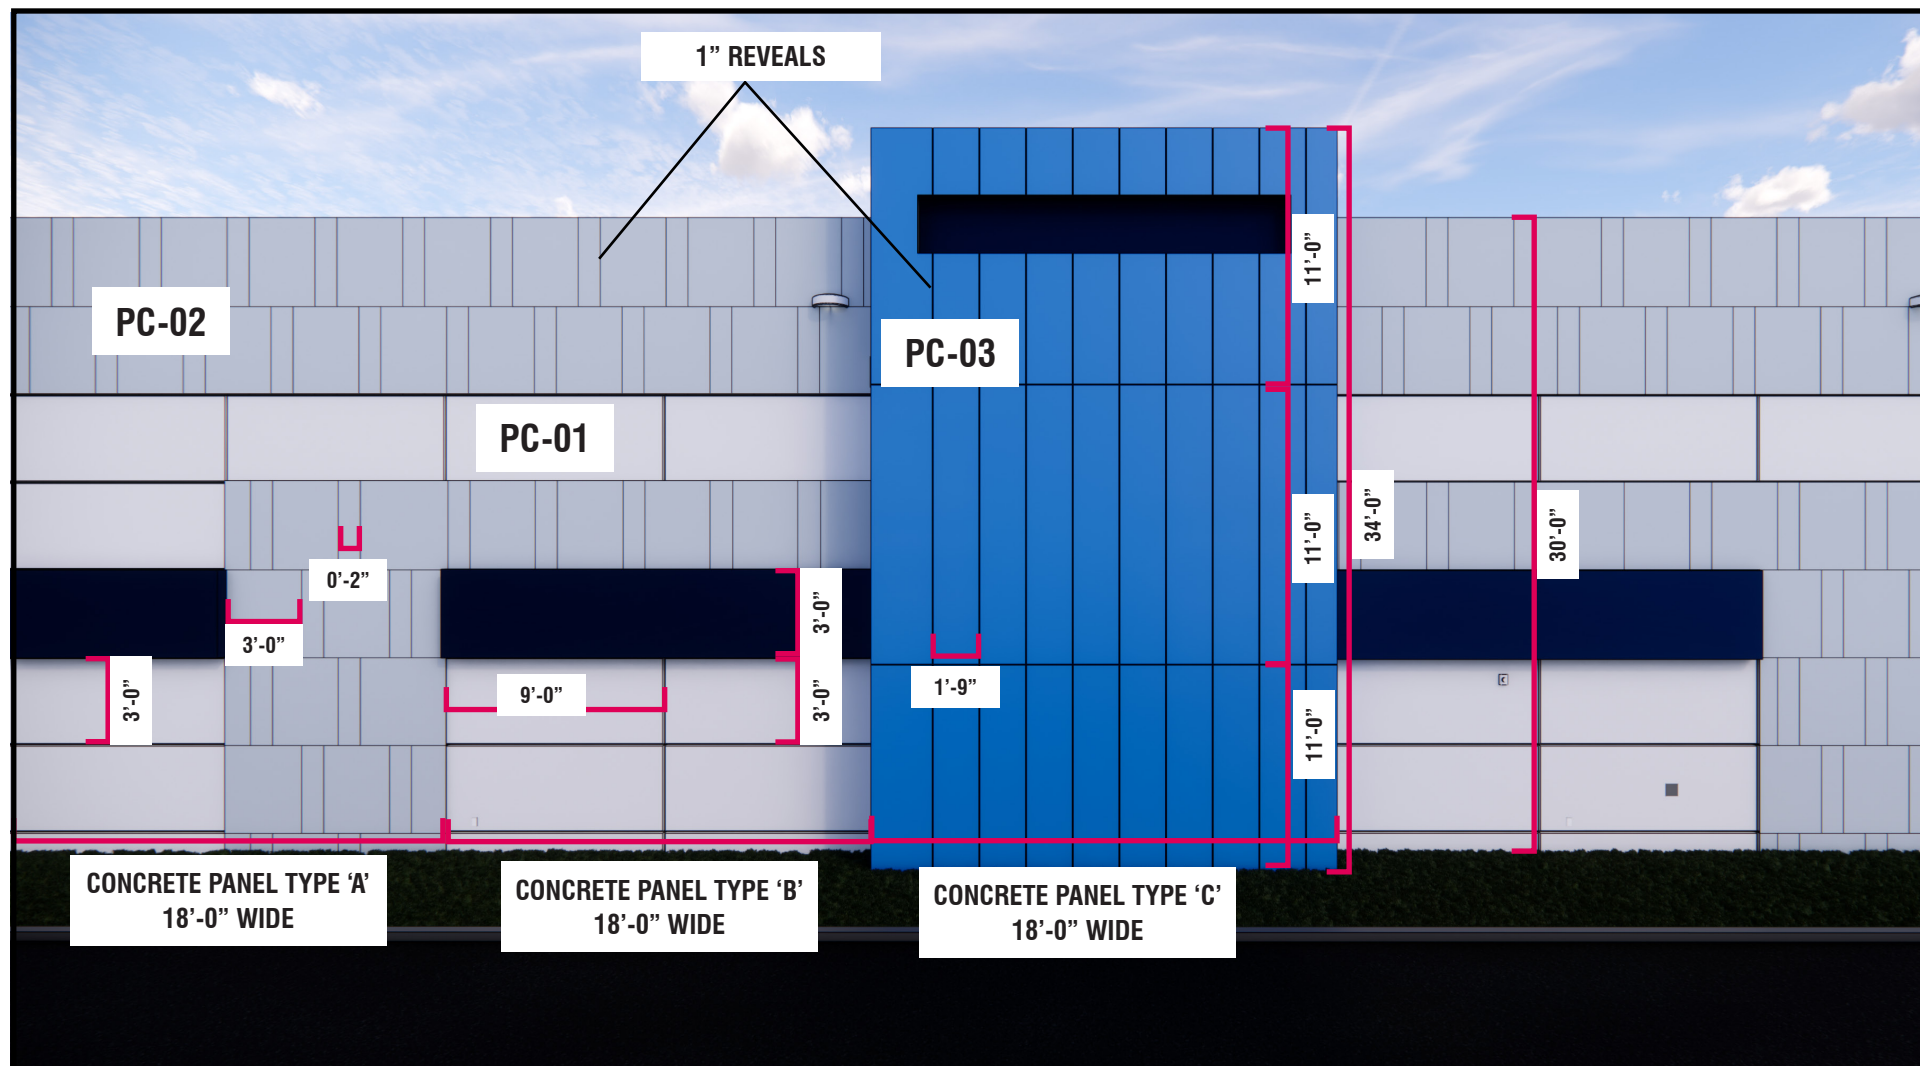 1” REVEALS
PC-02
PC-03
PC-01
11’-0”
11’-0”
11’-0”
34’-0”
30’-0”
0’-2”
3’-0”
3’-0”
3’-0”
3’-0”
9’-0”
1’-9”
CONCRETE PANEL TYPE ‘A’
18’-0” WIDE
CONCRETE PANEL TYPE ‘B’
18’-0” WIDE
CONCRETE PANEL TYPE ‘C’
18’-0” WIDE